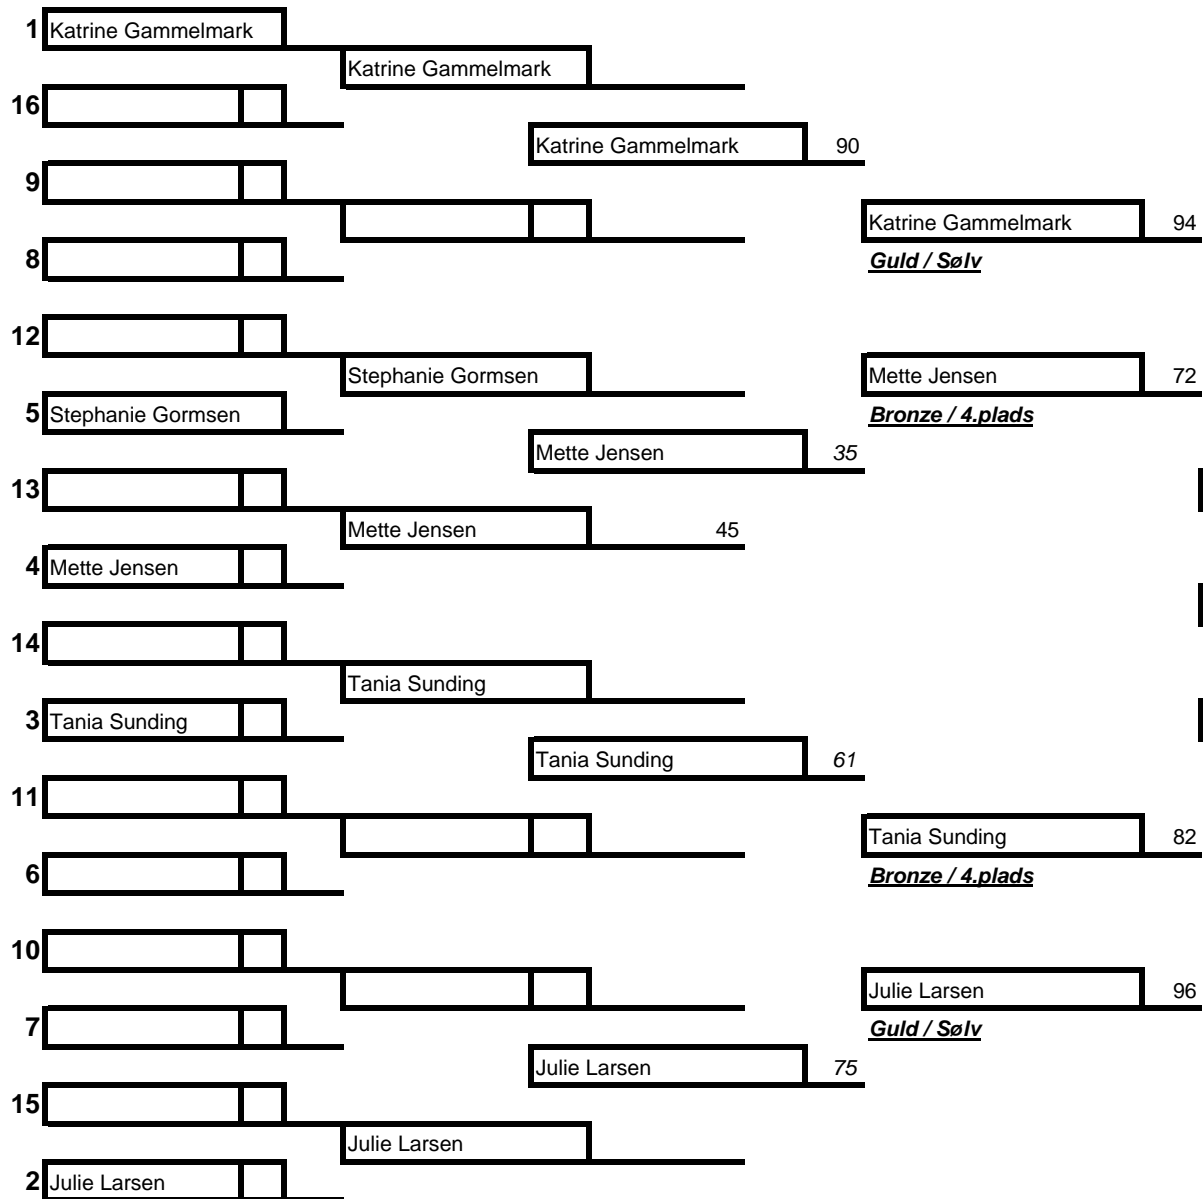 1 Katrine Gammelmark
Katrine Gammelmark
16
Katrine Gammelmark 90
9
Katrine Gammelmark 94
8 Guld / Sølv
12
Stephanie Gormsen Mette Jensen 72
5 Stephanie Gormsen Bronze / 4.plads
Mette Jensen 35
13
Mette Jensen 45
4 Mette Jensen
14
Tania Sunding
3 Tania Sunding
Tania Sunding 61
11
Tania Sunding 82
6 Bronze / 4.plads
10
Julie Larsen 96
7 Guld / Sølv
Julie Larsen 75
15
Julie Larsen
2 Julie Larsen